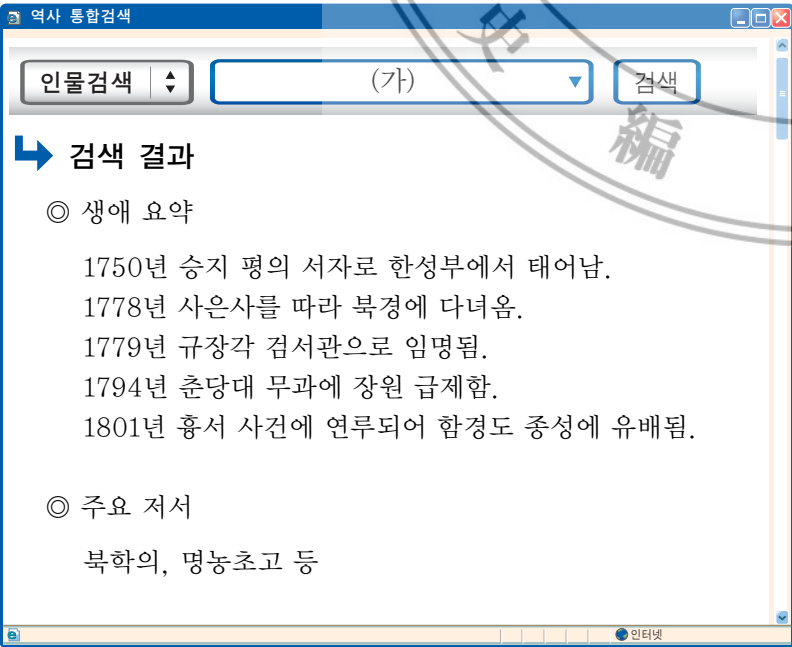 역사 통합검색
인물검색 (가) 검색
검색 결과
◎ 생애 요약
1750년 승지 평의 서자로 한성부에서 태어남.
1778년 사은사를 따라 북경에 다녀옴.
1779년 규장각 검서관으로 임명됨.
1794년 춘당대 무과에 장원 급제함.
1801년 흉서 사건에 연루되어 함경도 종성에 유배됨.
◎ 주요 저서
북학의, 명농초고 등
인터넷
史
編